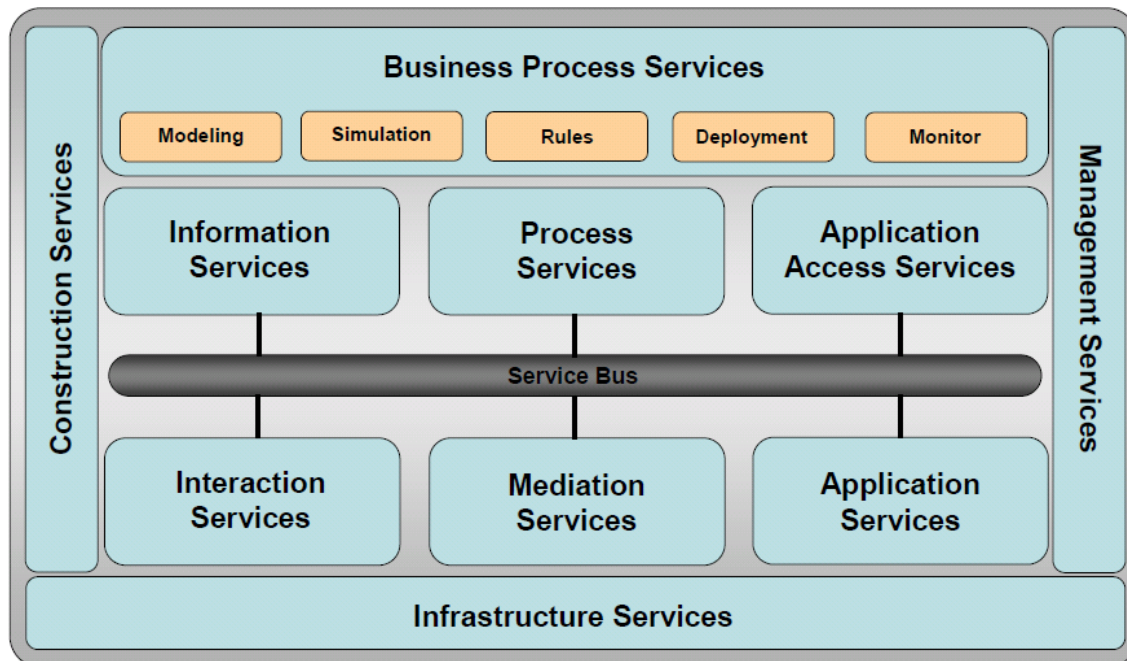 Business Process Services
Modeling
Simulation
Rules
Deployment
Monitor
Construction Services
Management Services
Information
Services
Process
Services
Application
Access Services
Service Bus
Interaction
Services
Mediation
Services
Application
Services
Infrastructure Services